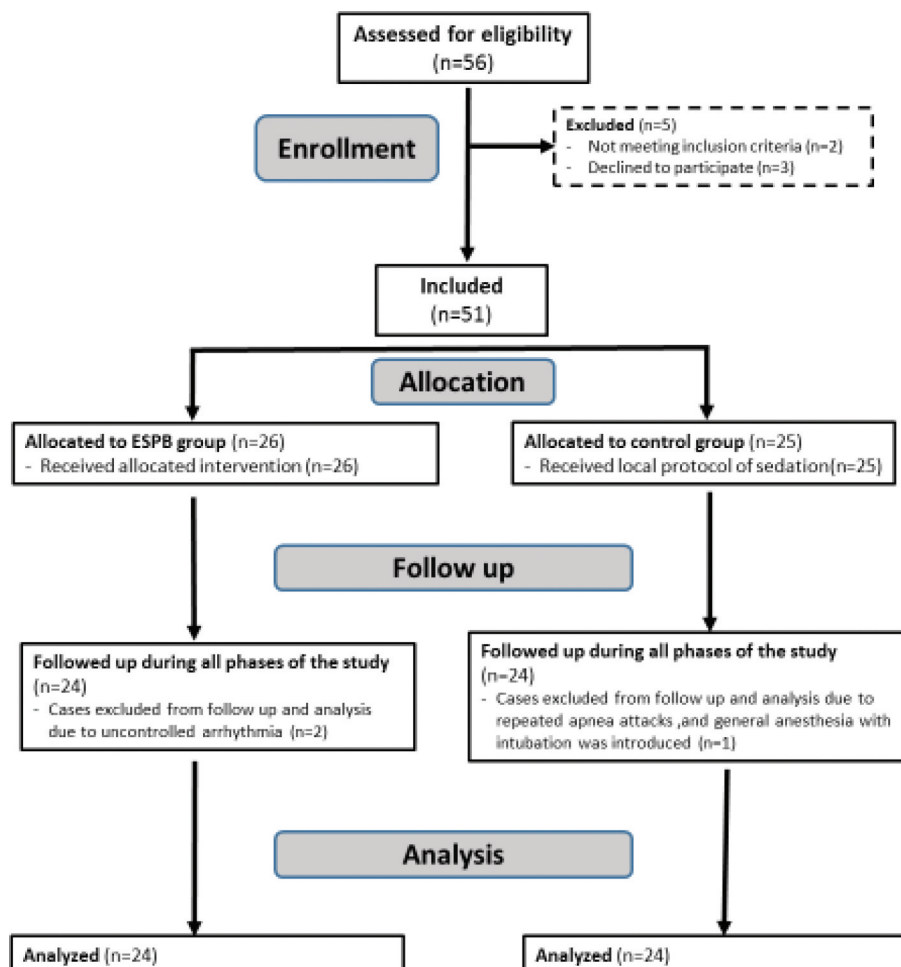 Assessed for eligibility
(n=56)
Enrollment
Excluded (n=5)
- Not meeting inclusion criteria (n=2)
- Declined to participate (n=3)
Included
(n=51)
Allocation
Allocated to ESPB group (n=26)
- Received allocated intervention (n=26)
Allocated to control group (n=25)
- Received local protocol of sedation(n=25)
Follow up
Followed up during all phases of the study
(n=24)
- Cases excluded from follow up and analysis
due to uncontrolled arrhythmia (n=2)
Followed up during all phases of the study
(n=24)
- Cases excluded from follow up and analysis due to
repeated apnea attacks ,and general anesthesia with
intubation was introduced (n=1)
Analysis
Analyzed (n=24)
Analyzed (n=24)